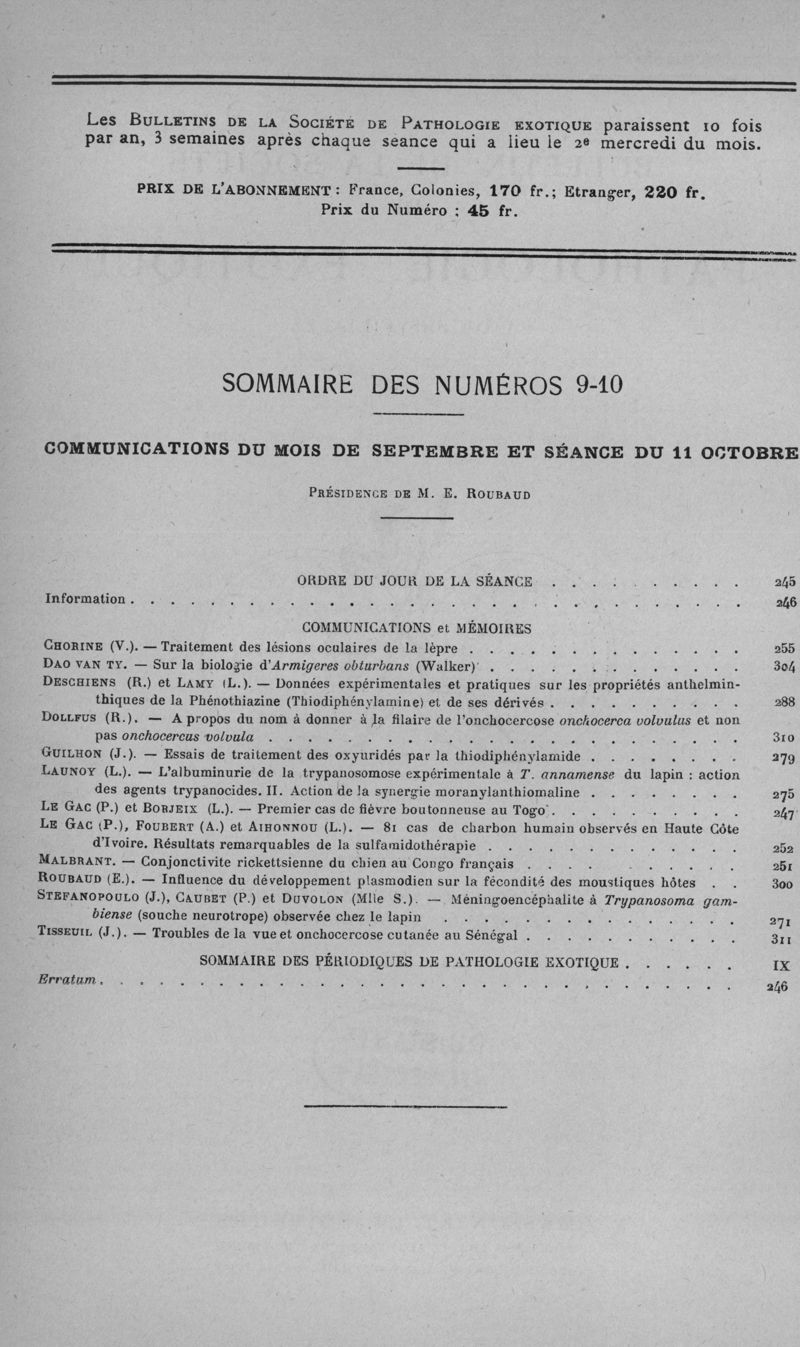 Les Bulletins de la Société de Pathologie exotique paraissent 10 fois
par an, 3 semaines après chaque séance qui a lieu le 2e mercredi du mois.
PRIX DE L'ABONNEMENT : France, Colonies, 170 fr.; Etranger, 220 fr.
Prix du Numéro : 45 fr.
SOMMAIRE DES NUMÉROS 9-10
COMMUNICATIONS DU MOIS DE SEPTEMBRE ET SÉANCE DU 11 OCTOBRE
Présidence de M. E. Roubaud
ORDRE DU JOUR DE LA SÉANCE . . . . . . . . . . 245
Information . . . . . . . . . . . . . . . . . . . . . . . . . . . . . . 246
COMMUNICATIONS et MÉMOIRES
Chorine (V.). — Traitement des lésions oculaires de la lèpre . . . . . . . . . . . . . . 255
Dao van Ty. — Sur la biologie d'Armigeres obturbans (Walker) . . . . . . . . . . . . . 304
Deschiens (R.) et Lamy (L.). — Données expérimentales et pratiques sur les propriétés anthelmin-
thiques de la Phénothiazine (Thiodiphénylamine) et de ses dérivés . . . . . . . . . . 288
Dollfus (R.). — A propos du nom à donner à la filaire de l'onchocercose onchocerca volvulus et non
pas onchocercus volvula . . . . . . . . . . . . . . . . . . . . . . . . 310
Guilhon (J.). — Essais de traitement des oxyuridés par la thiodiphénylamide . . . . . . . . 279
Launoy (L.). — L'albuminurie de la trypanosomose expérimentale à T. annamense du lapin : action
des agents trypanocides. II. Action de la synergie moranylanthiomaline . . . . . . . . 275
Le Gac (P.) et Borjeix (L.). — Premier cas de fièvre boutonneuse au Togo . . . . . . . . . . 247
Le Gac (P.), Foubert (A.) et Aihonnou (L.). — 81 cas de charbon humain observés en Haute Côte
d'Ivoire. Résultats remarquables de la sulfamidothérapie . . . . . . . . . . . . . 252
Malbrant. — Conjonctivite rickettsienne du chien au Congo français . . . . . . . . . 251
Roubaud (E.). — Influence du développement plasmodien sur la fécondité des moustiques hôtes . . 300
Stefanopoulo (J.), Caubet (P.) et Duvolon (Mlle S.). — Méningoencéphalite à Trypanosoma gam-
biense (souche neurotrope) observée chez le lapin . . . . . . . . . . . . . . . 271
Tisseuil (J.). — Troubles de la vue et onchocercose cutanée au Sénégal . . . . . . . . . . . 311
SOMMAIRE DES PÉRIODIQUES DE PATHOLOGIE EXOTIQUE . . . . . . IX
Erratum . . . . . . . . . . . . . . . . . . . . . . . . . . . . . . . 246